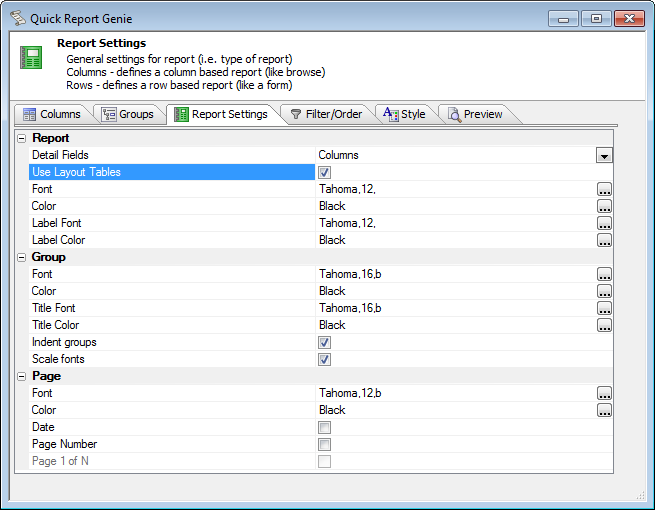 Quick Report Genie
Report Settings
General settings for report (i.e. type of report)
Columns - defines a column based report (like browse)
Rows - defines a row based report (like a form)
Columns Groups Report Settings Filter/Order Style Preview
Report
Detail Fields Columns
Use Layout Tables
Font Tahoma,12,
Color Black
Label Font Tahoma,12,
Label Color Black
Group
Font Tahoma,16,b
Color Black
Title Font Tahoma,16,b
Title Color Black
Indent groups
Scale fonts
Page
Font Tahoma,12,b
Color Black
Date
Page Number
Page 1 of N